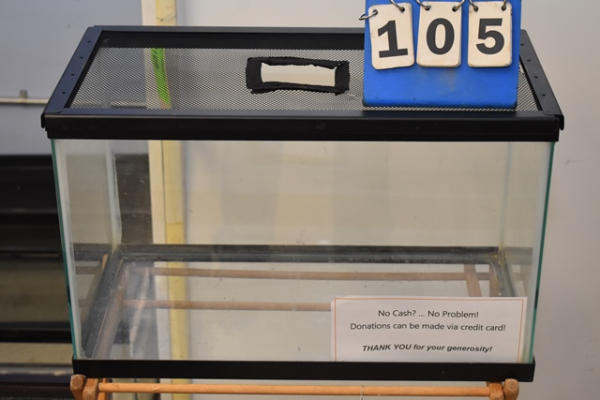 105
No Cash? ... No Problem!
Donations can be made via credit card!
THANK YOU for your generosity!